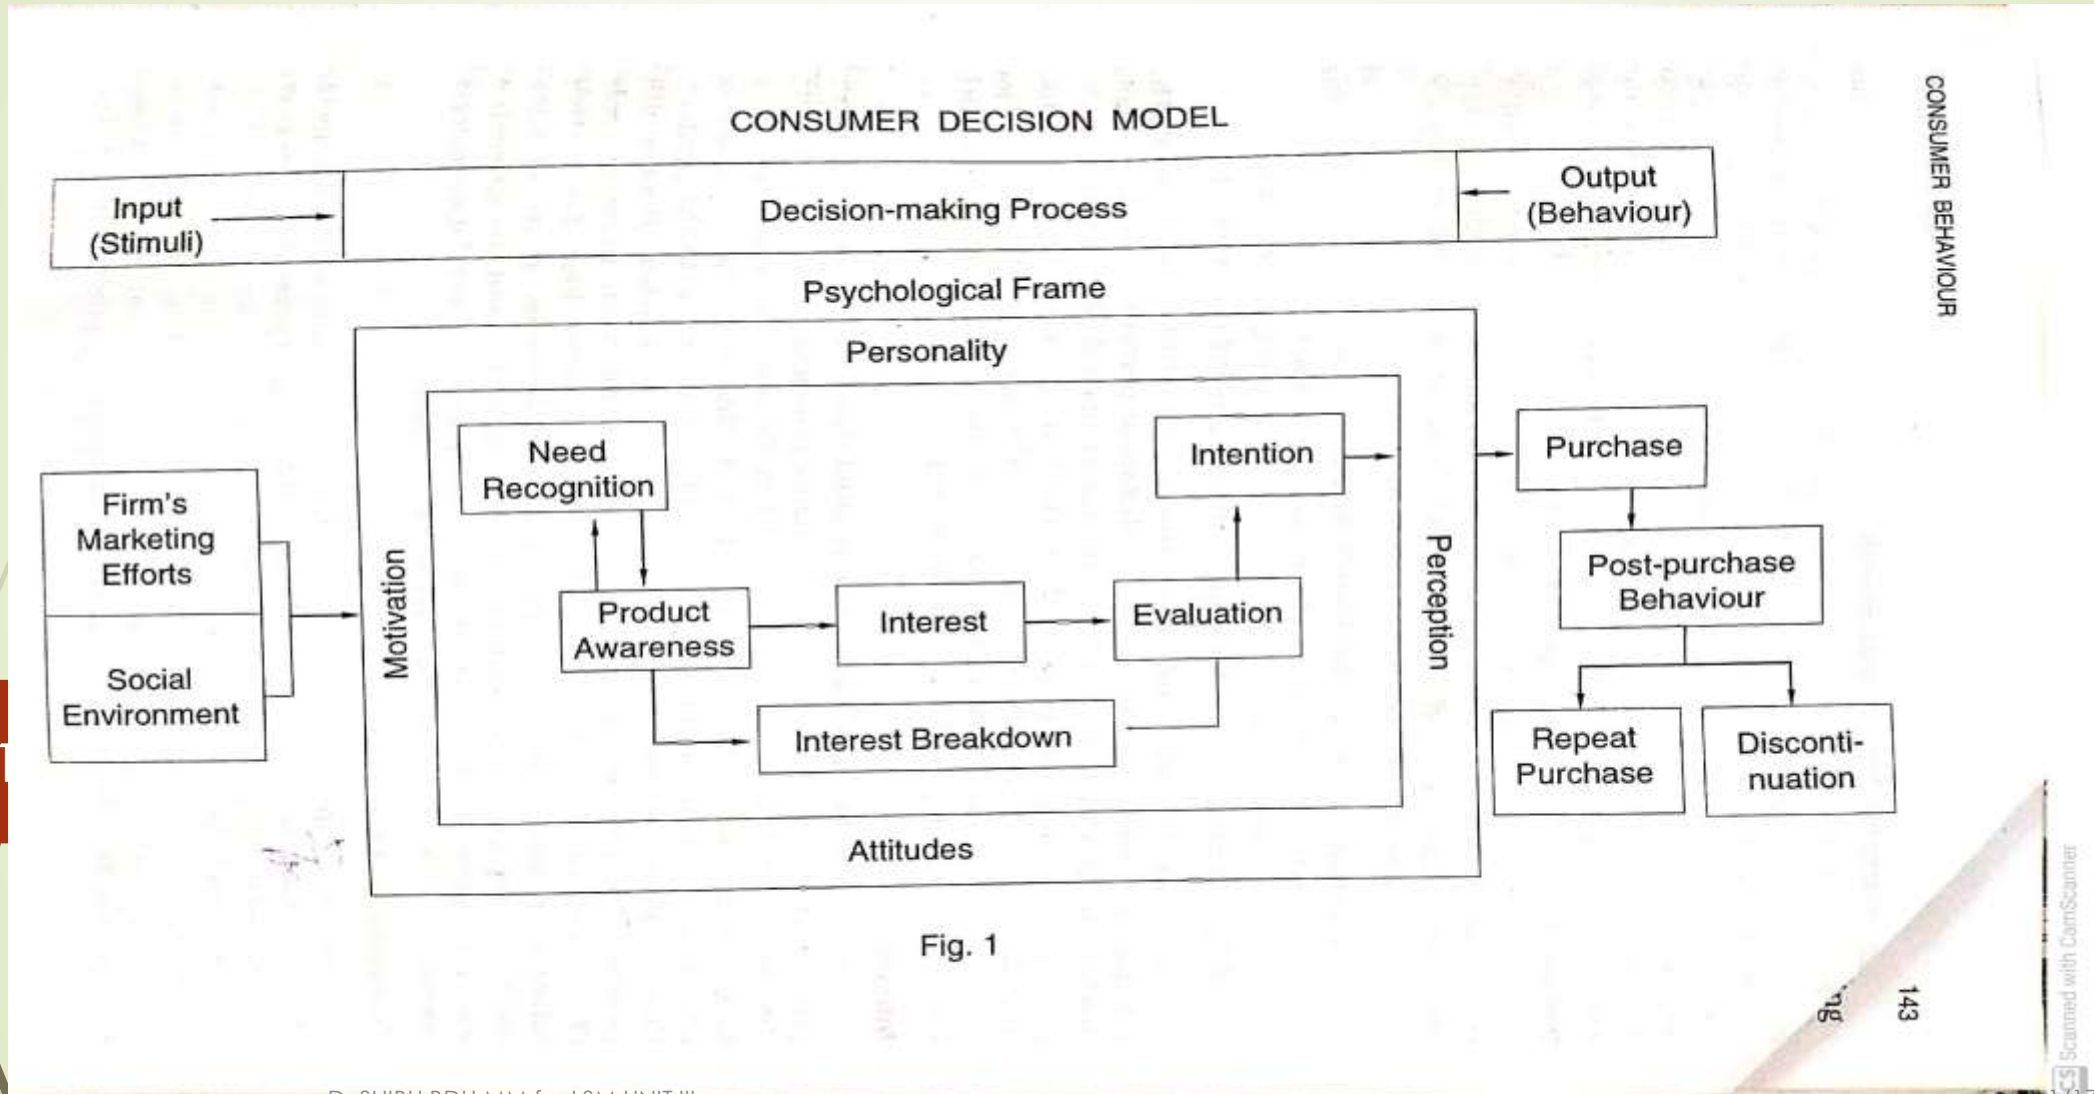 CONSUMER DECISION MODEL
Input
(Stimuli)
Decision-making Process
Output
(Behaviour)
Psychological Frame
Personality
Need
Recognition
Intention
Purchase
Firm's
Marketing
Efforts
Motivation
Product
Awareness
Interest
Evaluation
Perception
Post-purchase
Behaviour
Social
Environment
Interest Breakdown
Repeat
Purchase
Disconti-
nuation
Attitudes
Fig. 1
CONSUMER BEHAVIOUR
143
CS Scanned with CamScanner